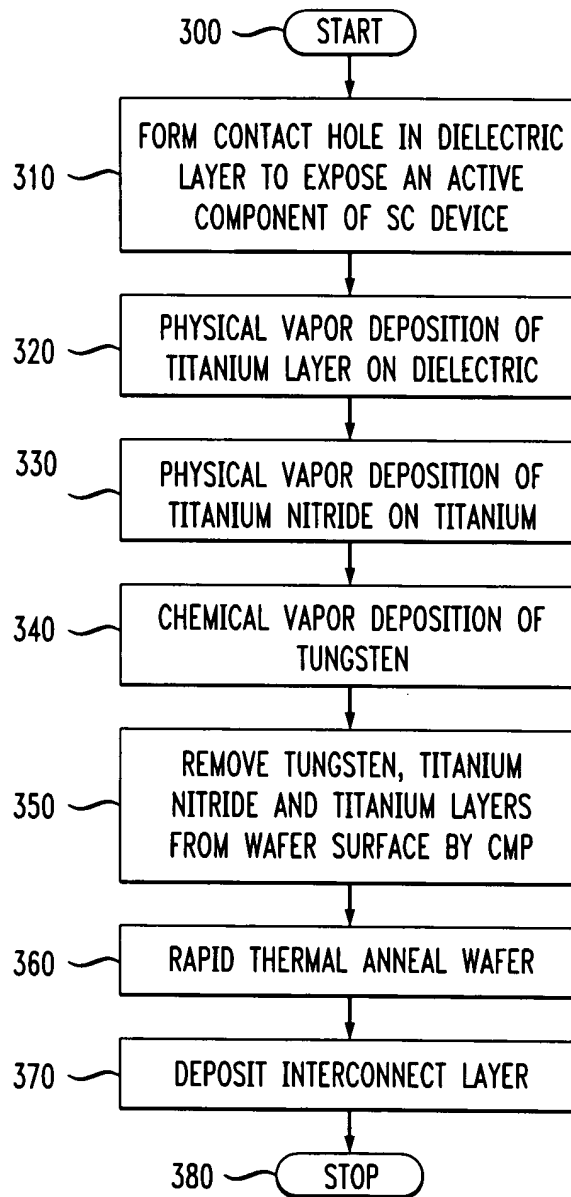 300 START
310 FORM CONTACT HOLE IN DIELECTRIC
LAYER TO EXPOSE AN ACTIVE
COMPONENT OF SC DEVICE
320 PHYSICAL VAPOR DEPOSITION OF
TITANIUM LAYER ON DIELECTRIC
330 PHYSICAL VAPOR DEPOSITION OF
TITANIUM NITRIDE ON TITANIUM
340 CHEMICAL VAPOR DEPOSITION OF
TUNGSTEN
350 REMOVE TUNGSTEN, TITANIUM
NITRIDE AND TITANIUM LAYERS
FROM WAFER SURFACE BY CMP
360 RAPID THERMAL ANNEAL WAFER
370 DEPOSIT INTERCONNECT LAYER
380 STOP